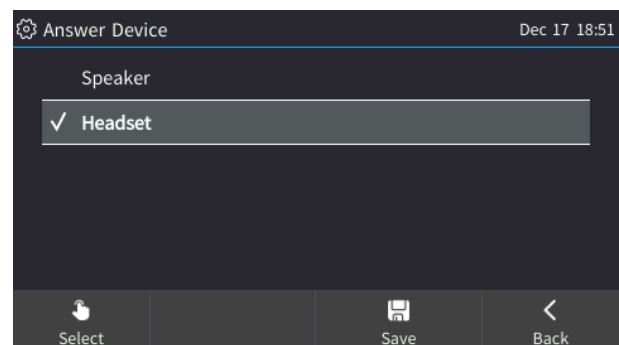 Answer Device
Dec 17 18:51
Speaker
Headset
Select
Save
Back